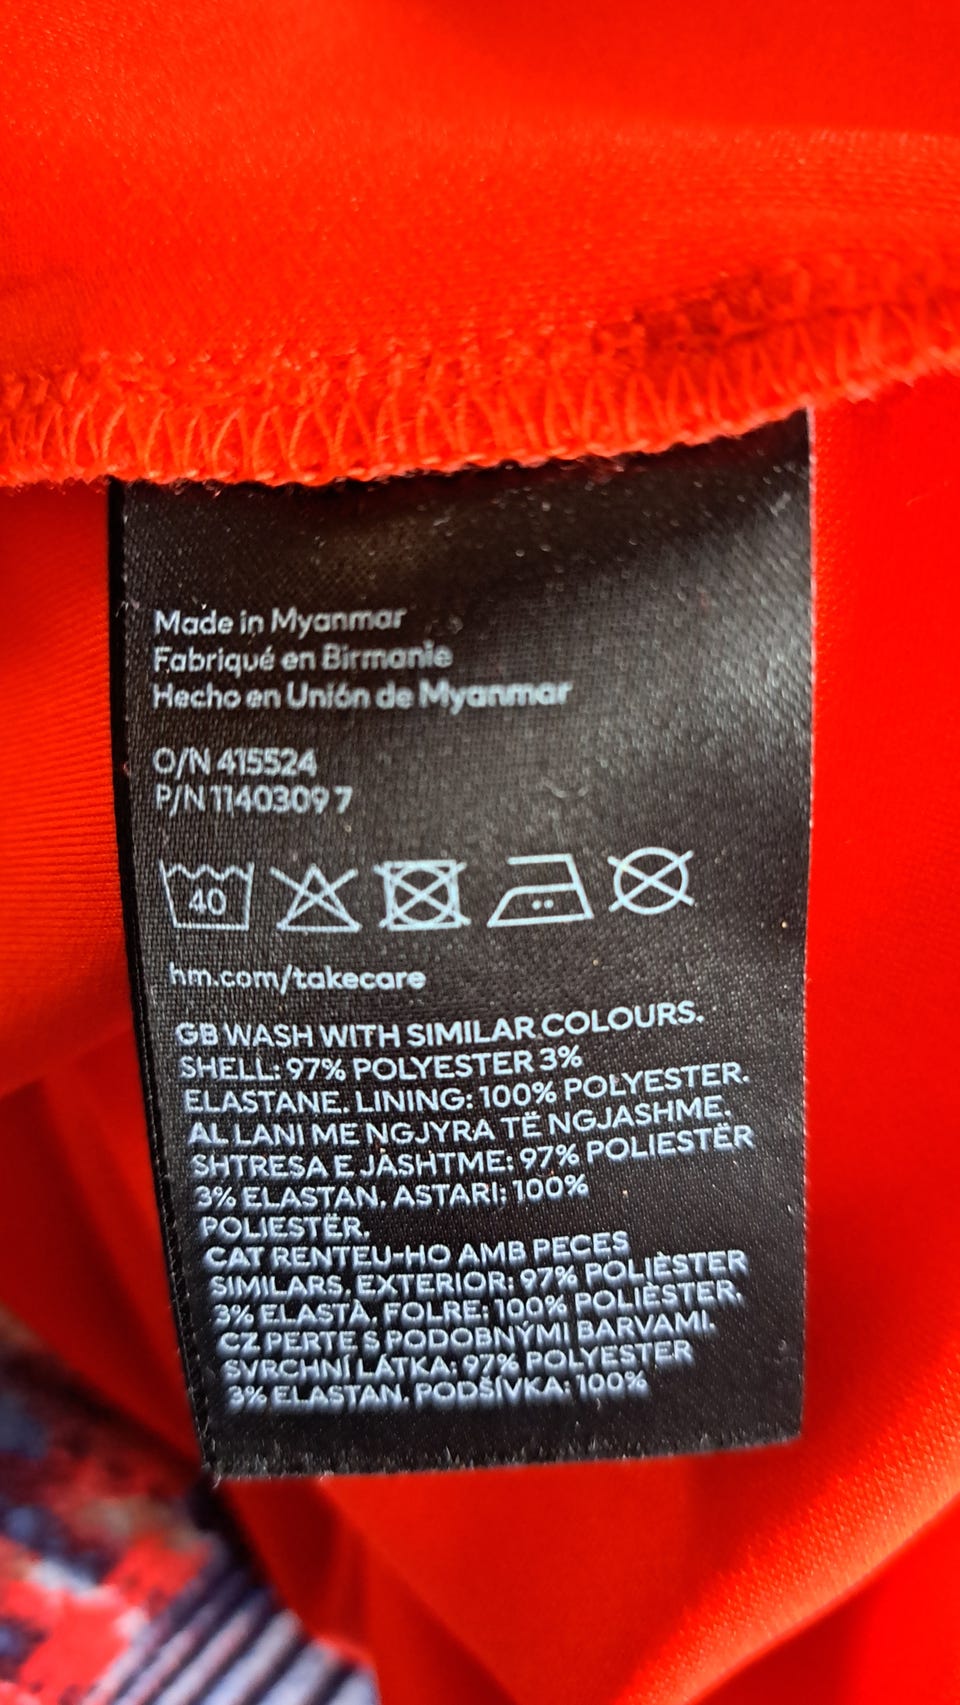 Made in Myanmar
Fabriqué en Birmanie
Hecho en Unión de Myanmar
O/N 415524
P/N 11403097
40
hm.com/takecare
GB WASH WITH SIMILAR COLOURS.
SHELL: 97% POLYESTER 3%
ELASTANE. LINING: 100% POLYESTER.
AL LANI ME NGJYRA TË NGJASHME.
SHTRESA E JASHTME: 97% POLIESTËR
3% ELASTAN. ASTARI: 100%
POLIESTËR.
CAT RENTEU-HO AMB PECES
SIMILARS. EXTERIOR: 97% POLIÈSTER
3% ELASTÀ. FOLRE: 100% POLIÈSTER.
CZ PERTE S PODOBNÝMI BARVAMI.
SVRCHNÍ LÁTKA: 97% POLYESTER
3% ELASTAN. PODŠÍVKA: 100%